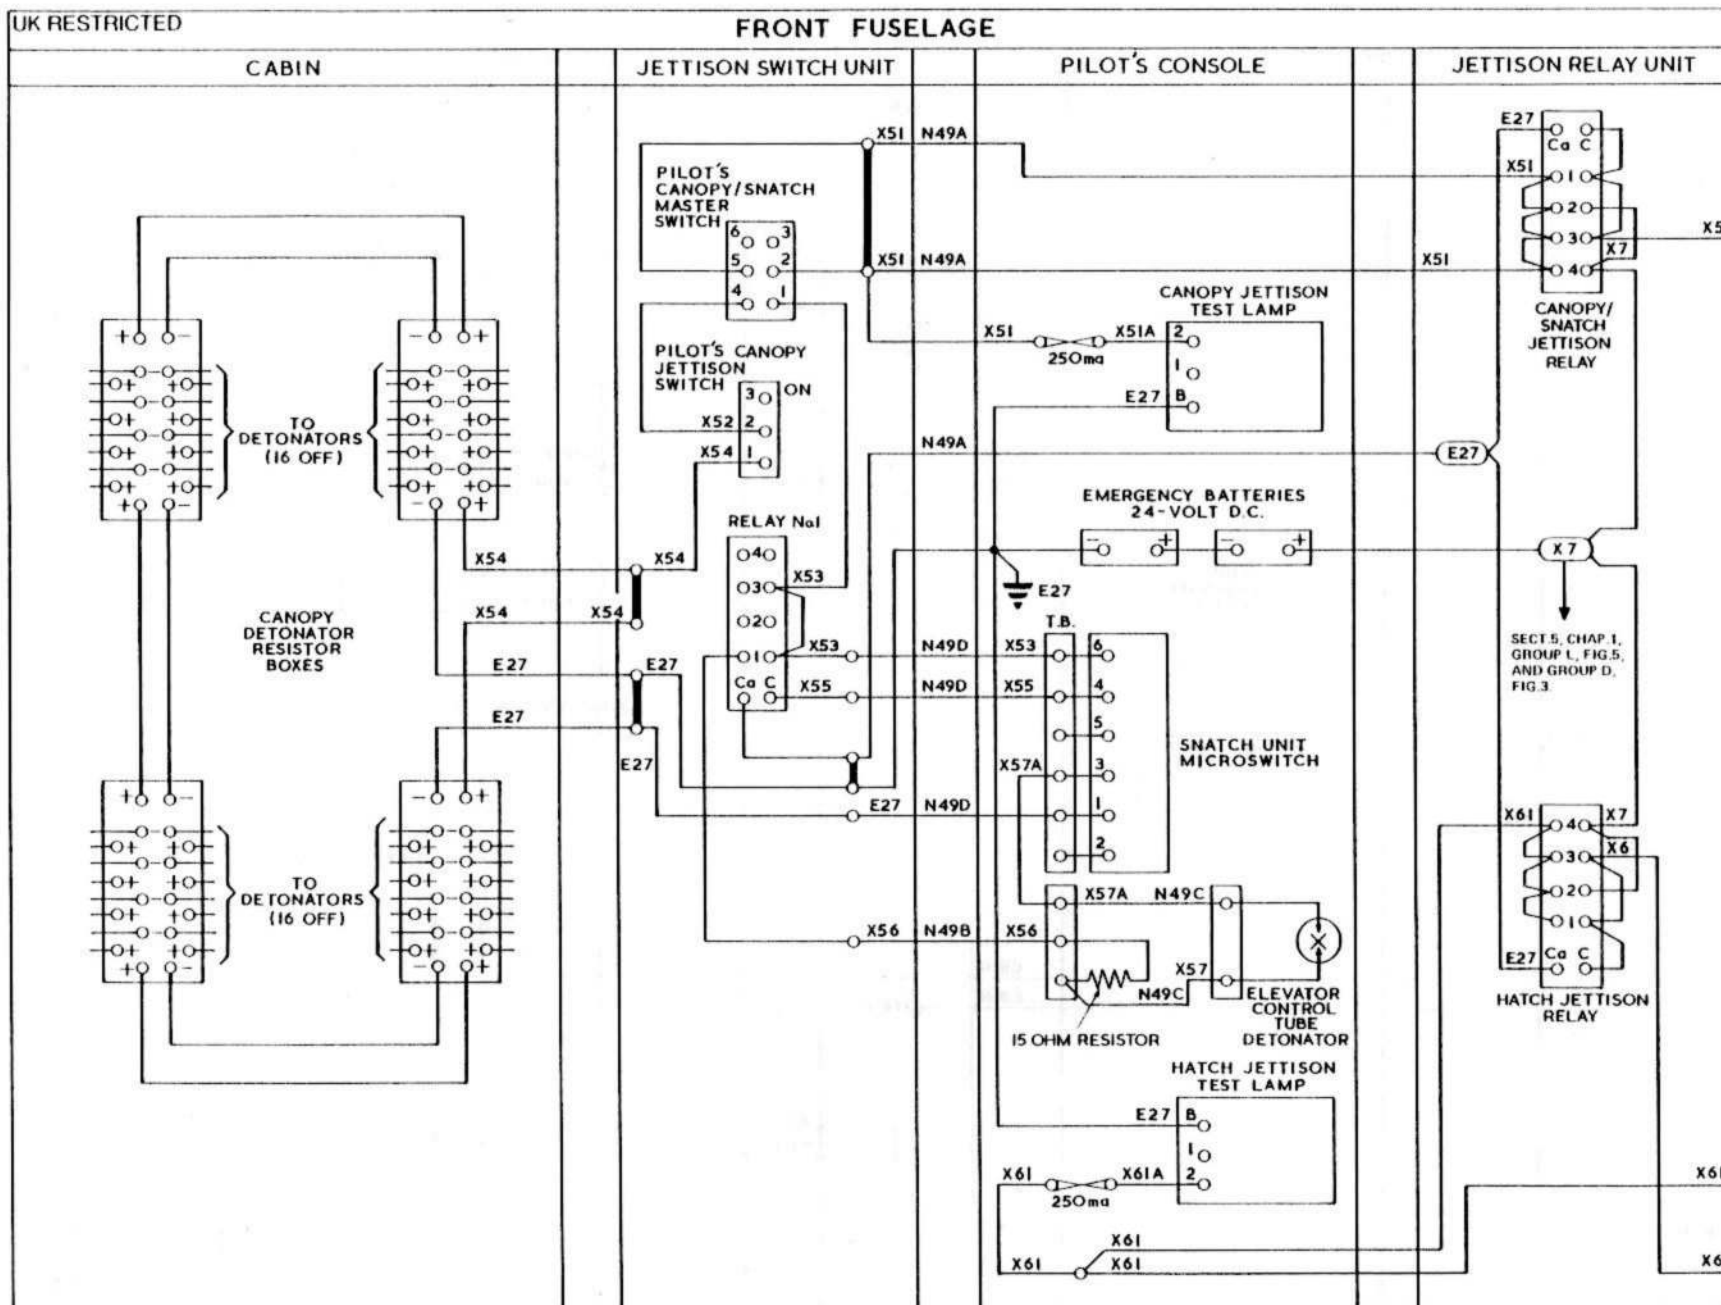 UK RESTRICTED
FRONT FUSELAGE
CABIN
JETTISON SWITCH UNIT
PILOT'S CONSOLE
JETTISON RELAY UNIT
TO
DETONATORS
(16 OFF)
CANOPY
DETONATOR
RESISTOR
BOXES
TO
DETONATORS
(16 OFF)
+ -
- +
+ -
- +
+ -
- +
+ -
- +
X54
X54
E27
E27
X51 N49A
PILOT'S
CANOPY/SNATCH
MASTER
SWITCH
6 3
5 2
4 1
X51 N49A
PILOT'S CANOPY
JETTISON
SWITCH
3 ON
X52 2
X54 1
N49A
RELAY No1
4
3 X53
2
1 X53 N49D
Ca C X55 N49D
X54
X54
E27
E27
E27 N49D
X56 N49B
CANOPY JETTISON
TEST LAMP
X51 X51A 2
250ma
1
E27 B
EMERGENCY BATTERIES
24-VOLT D.C.
- + - +
E27
T.B.
X53 6
X55 4
5
X57A 3
1
2
SNATCH UNIT
MICROSWITCH
X57A N49C
X56
X57
N49C
15 OHM RESISTOR
ELEVATOR
CONTROL
TUBE
DETONATOR
HATCH JETTISON
TEST LAMP
E27 B
1
X61 X61A 2
250ma
X61
X61 X61
E27
Ca C
X51 1
2
3 X7 X5
X51 4
CANOPY/
SNATCH
JETTISON
RELAY
E27
X7
SECT.5, CHAP.1,
GROUP L, FIG.5,
AND GROUP D,
FIG.3.
X61 4 X7
3 X6
2
1
E27 Ca C
HATCH JETTISON
RELAY
X61
X6